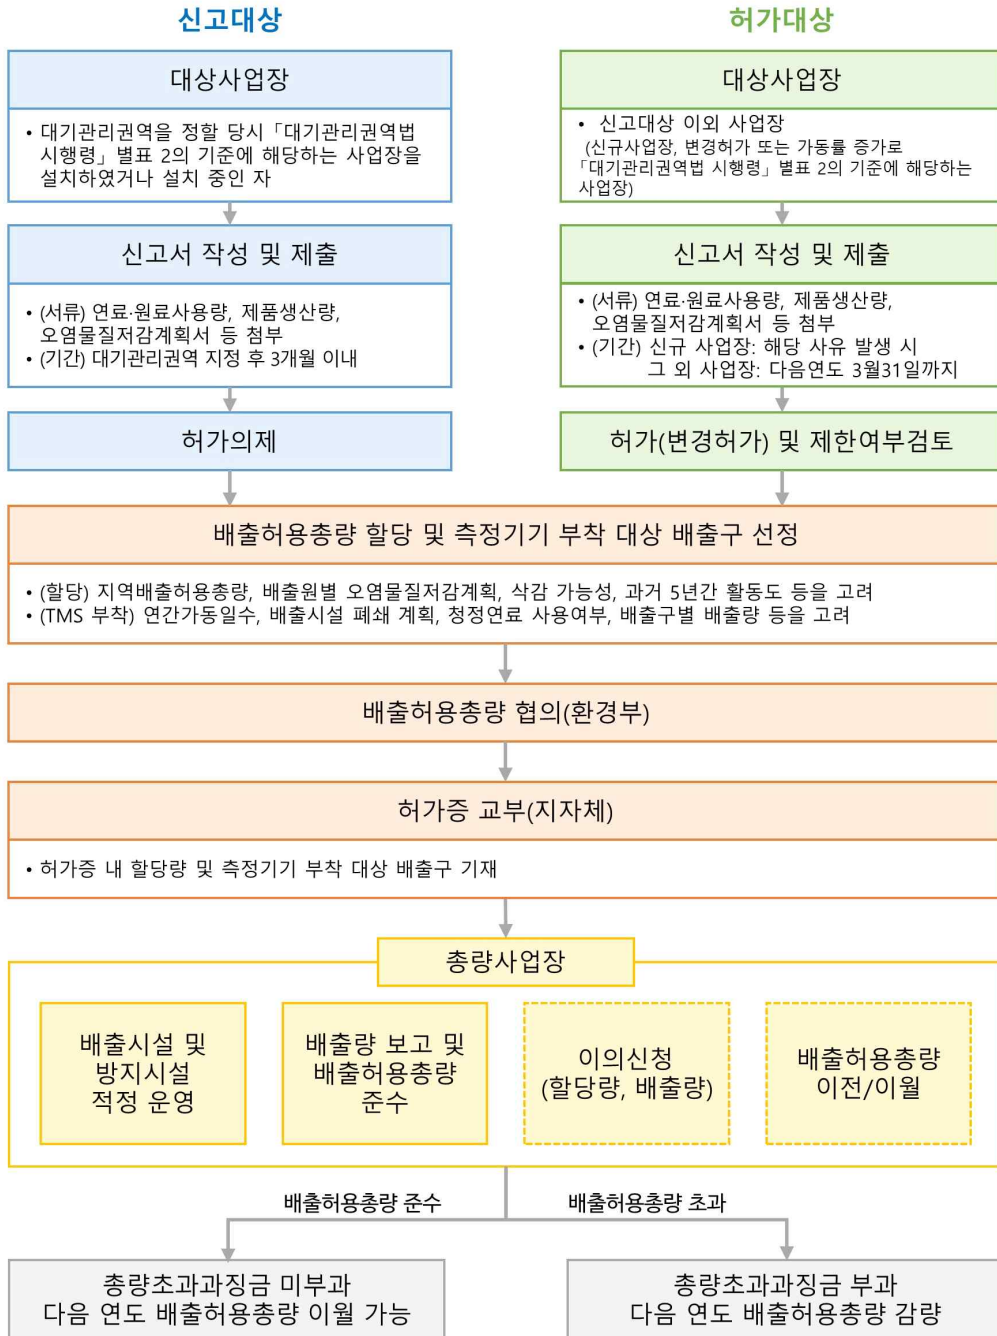 신고대상
대상사업장
• 대기관리권역을 정할 당시 「대기관리권역법
시행령」 별표 2의 기준에 해당하는 사업장을
설치하였거나 설치 중인 자
신고서 작성 및 제출
• (서류) 연료·원료사용량, 제품생산량,
오염물질저감계획서 등 첨부
• (기간) 대기관리권역 지정 후 3개월 이내
허가의제
허가대상
대상사업장
• 신고대상 이외 사업장
(신규사업장, 변경허가 또는 가동률 증가로
「대기관리권역법 시행령」 별표 2의 기준에 해당하는
사업장)
신고서 작성 및 제출
• (서류) 연료·원료사용량, 제품생산량,
오염물질저감계획서 등 첨부
• (기간) 신규 사업장: 해당 사유 발생 시
그 외 사업장: 다음연도 3월31일까지
허가(변경허가) 및 제한여부검토
배출허용총량 할당 및 측정기기 부착 대상 배출구 선정
• (할당) 지역배출허용총량, 배출원별 오염물질저감계획, 삭감 가능성, 과거 5년간 활동도 등을 고려
• (TMS 부착) 연간가동일수, 배출시설 폐쇄 계획, 청정연료 사용여부, 배출구별 배출량 등을 고려
배출허용총량 협의(환경부)
허가증 교부(지자체)
• 허가증 내 할당량 및 측정기기 부착 대상 배출구 기재
총량사업장
배출시설 및
방지시설
적정 운영
배출량 보고 및
배출허용총량
준수
이의신청
(할당량, 배출량)
배출허용총량
이전/이월
배출허용총량 준수
배출허용총량 초과
총량초과과징금 미부과
다음 연도 배출허용총량 이월 가능
총량초과과징금 부과
다음 연도 배출허용총량 감량